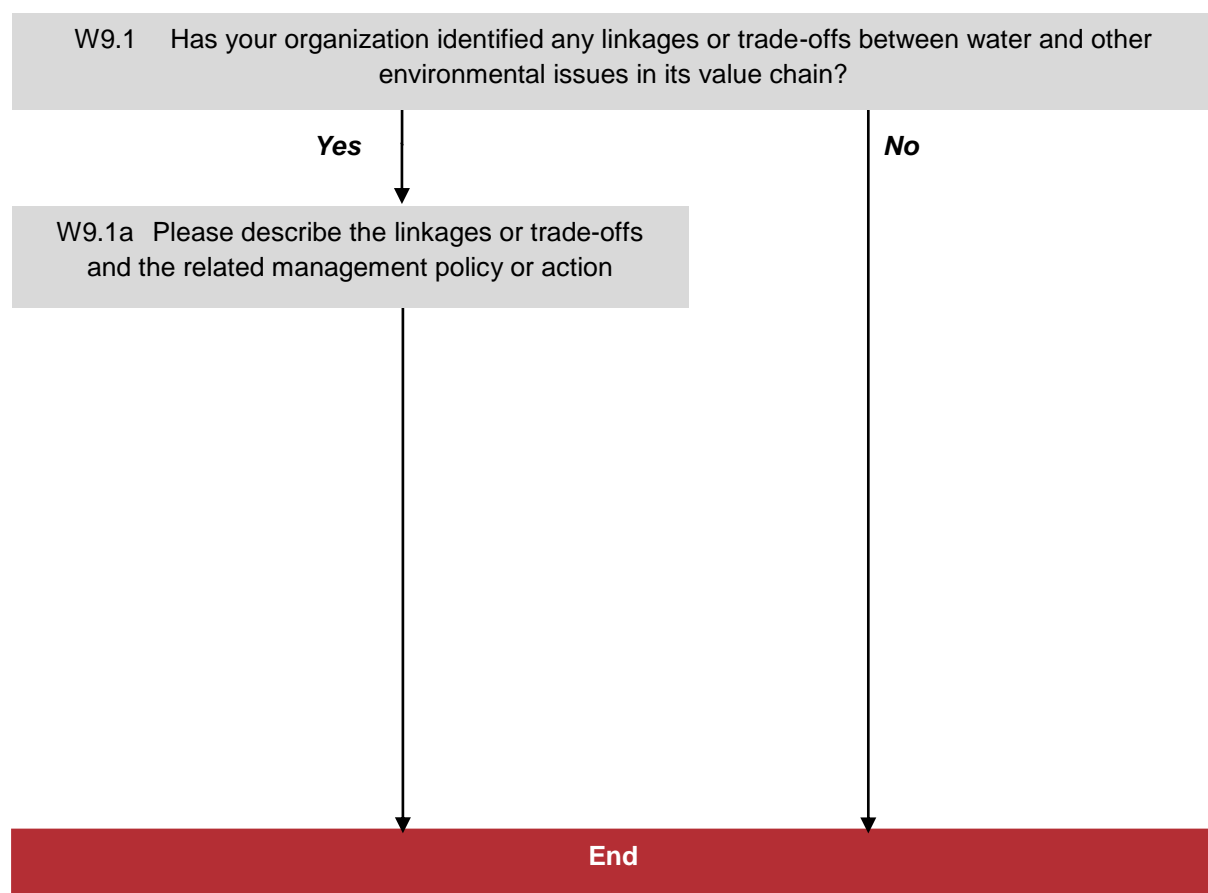 W9.1 Has your organization identified any linkages or trade-offs between water and other
environmental issues in its value chain?
Yes
No
W9.1a Please describe the linkages or trade-offs
and the related management policy or action
End